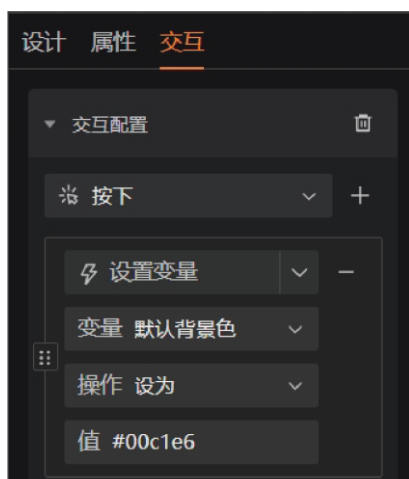 设计 属性 交互
交互配置
按下
设置变量
变量 默认背景色
操作 设为
值 #00c1e6